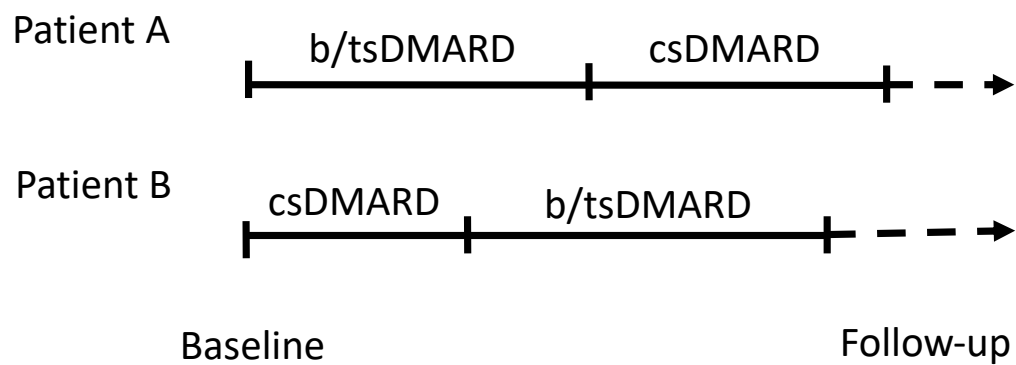 Patient A
b/tsDMARD csDMARD
Patient B
csDMARD b/tsDMARD
Baseline Follow-up